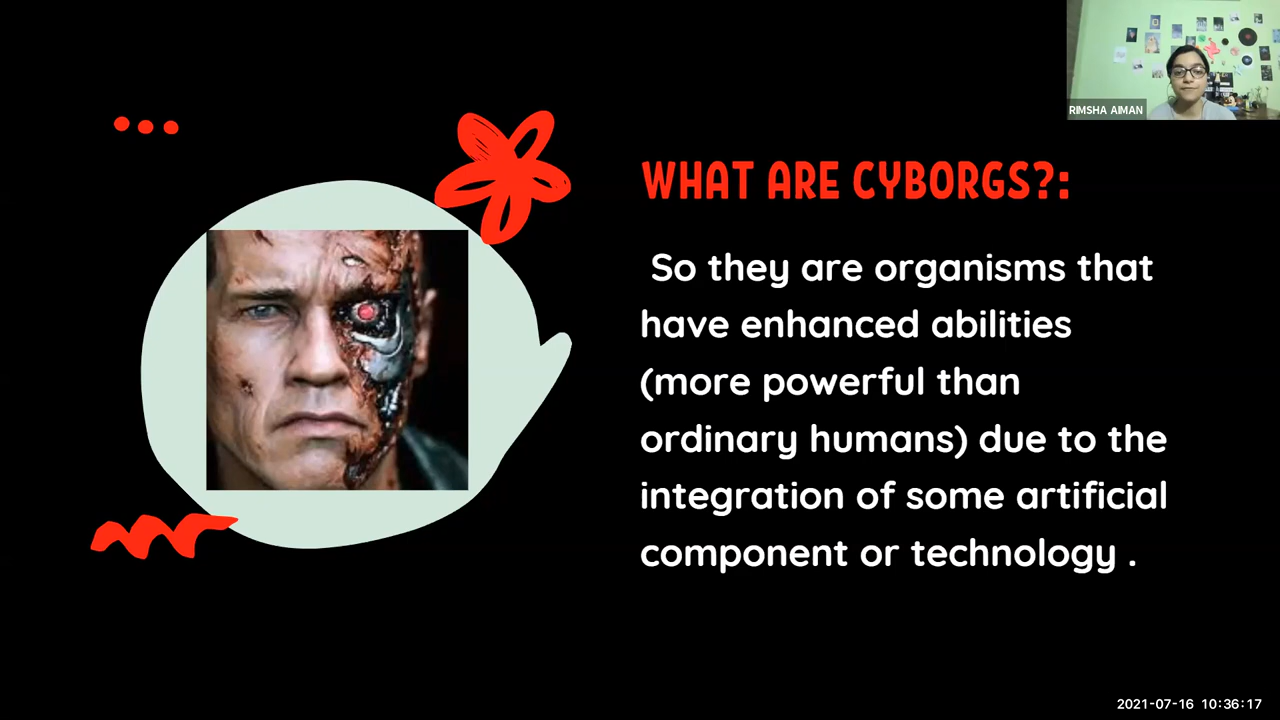 RIMSHA AIMAN
WHAT ARE CYBORGS?:
So they are organisms that
have enhanced abilities
(more powerful than
ordinary humans) due to the
integration of some artificial
component or technology .
2021-07-16 10:36:17